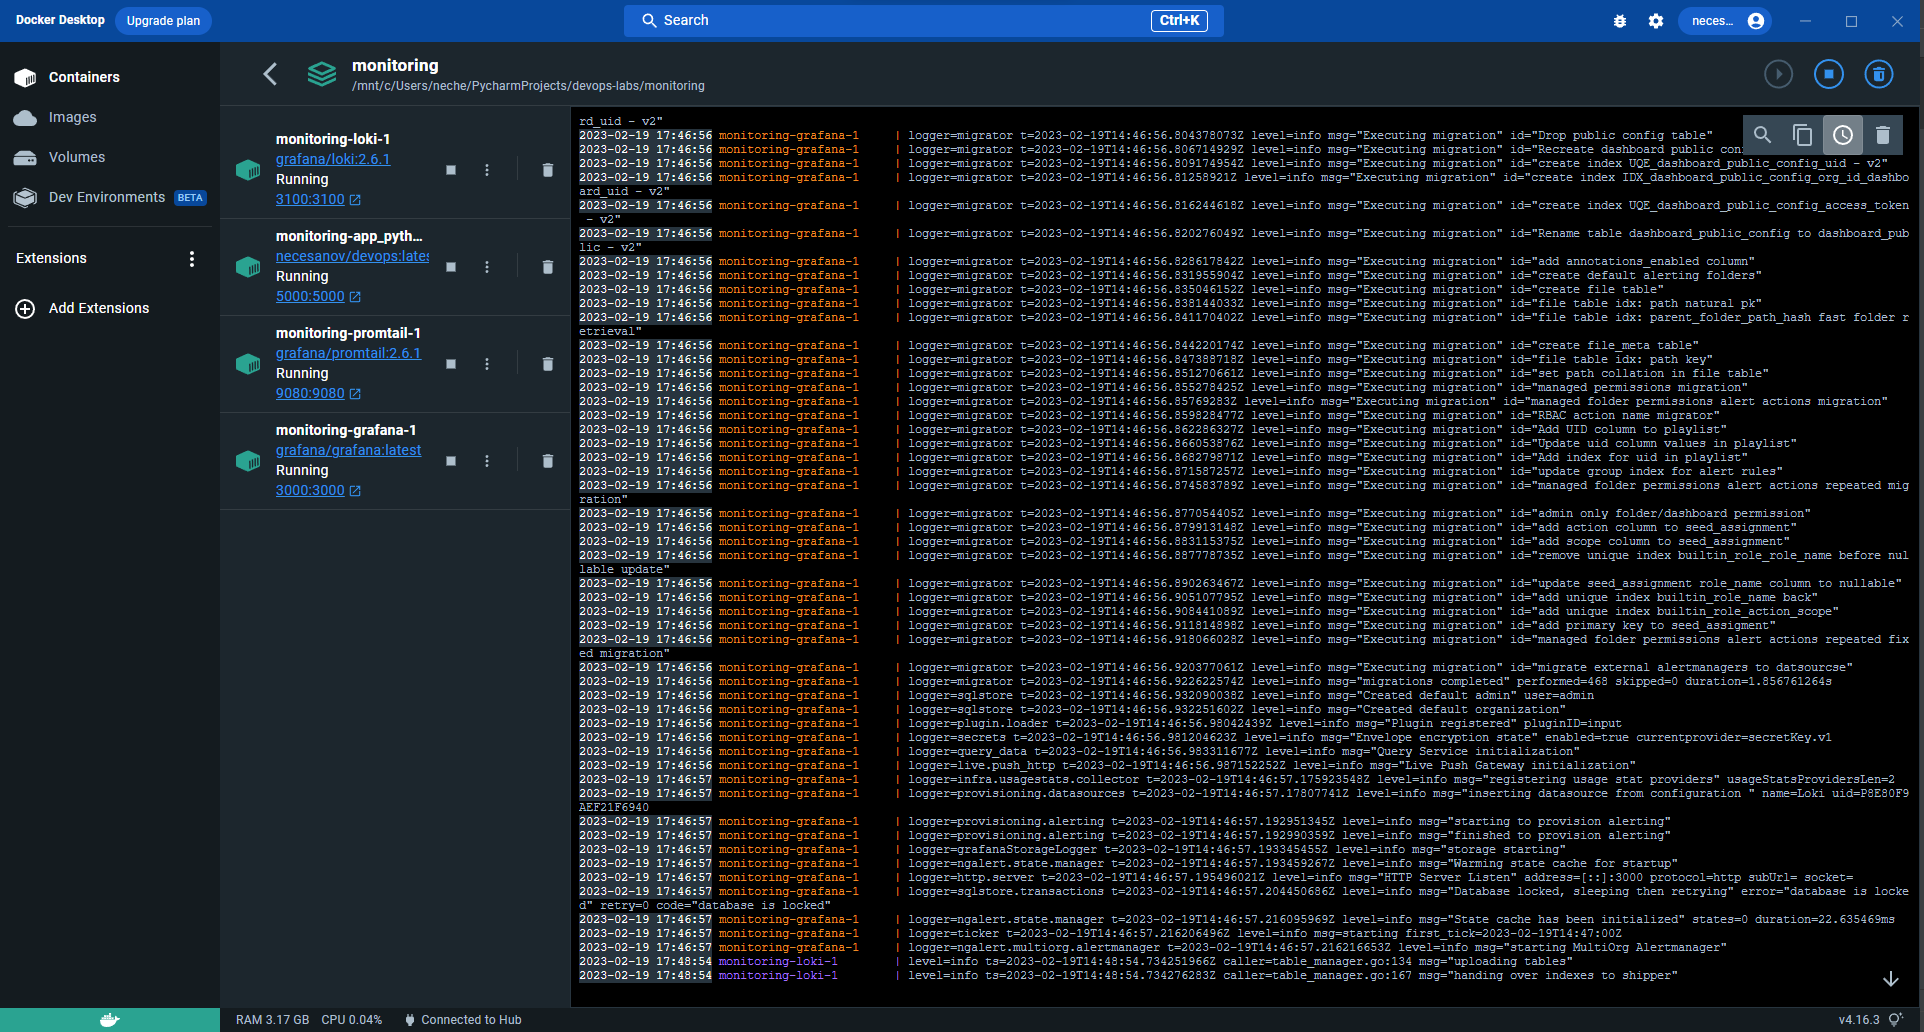 Docker Desktop
Upgrade plan
Search
Ctrl+K
neces...
Containers
Images
Volumes
Dev Environments BETA
Extensions
Add Extensions
monitoring
/mnt/c/Users/neche/PycharmProjects/devops-labs/monitoring
monitoring-loki-1
grafana/loki:2.6.1
Running
3100:3100
monitoring-app_pyth...
necesanov/devops:lates
Running
5000:5000
monitoring-promtail-1
grafana/promtail:2.6.1
Running
9080:9080
monitoring-grafana-1
grafana/grafana:latest
Running
3000:3000
rd_uid - v2"
2023-02-19 17:46:56 monitoring-grafana-1 | logger=migrator t=2023-02-19T14:46:56.804378073Z level=info msg="Executing migration" id="Drop public config table"
2023-02-19 17:46:56 monitoring-grafana-1 | logger=migrator t=2023-02-19T14:46:56.806714929Z level=info msg="Executing migration" id="Recreate dashboard public con
2023-02-19 17:46:56 monitoring-grafana-1 | logger=migrator t=2023-02-19T14:46:56.809174954Z level=info msg="Executing migration" id="create index UQE_dashboard_public_config_uid - v2"
2023-02-19 17:46:56 monitoring-grafana-1 | logger=migrator t=2023-02-19T14:46:56.81258921Z level=info msg="Executing migration" id="create index IDX_dashboard_public_config_org_id_dashbo
ard_uid - v2"
2023-02-19 17:46:56 monitoring-grafana-1 | logger=migrator t=2023-02-19T14:46:56.816244618Z level=info msg="Executing migration" id="create index UQE_dashboard_public_config_access_token
- v2"
2023-02-19 17:46:56 monitoring-grafana-1 | logger=migrator t=2023-02-19T14:46:56.820276049Z level=info msg="Executing migration" id="Rename table dashboard_public_config to dashboard_pub
lic - v2"
2023-02-19 17:46:56 monitoring-grafana-1 | logger=migrator t=2023-02-19T14:46:56.828617842Z level=info msg="Executing migration" id="add annotations_enabled column"
2023-02-19 17:46:56 monitoring-grafana-1 | logger=migrator t=2023-02-19T14:46:56.831955904Z level=info msg="Executing migration" id="create default alerting folders"
2023-02-19 17:46:56 monitoring-grafana-1 | logger=migrator t=2023-02-19T14:46:56.835046152Z level=info msg="Executing migration" id="create file table"
2023-02-19 17:46:56 monitoring-grafana-1 | logger=migrator t=2023-02-19T14:46:56.838144033Z level=info msg="Executing migration" id="file table idx: path natural pk"
2023-02-19 17:46:56 monitoring-grafana-1 | logger=migrator t=2023-02-19T14:46:56.841170402Z level=info msg="Executing migration" id="file table idx: parent_folder_path_hash fast folder r
etrieval"
2023-02-19 17:46:56 monitoring-grafana-1 | logger=migrator t=2023-02-19T14:46:56.844220174Z level=info msg="Executing migration" id="create file_meta table"
2023-02-19 17:46:56 monitoring-grafana-1 | logger=migrator t=2023-02-19T14:46:56.847388718Z level=info msg="Executing migration" id="file table idx: path key"
2023-02-19 17:46:56 monitoring-grafana-1 | logger=migrator t=2023-02-19T14:46:56.851270661Z level=info msg="Executing migration" id="set path collation in file table"
2023-02-19 17:46:56 monitoring-grafana-1 | logger=migrator t=2023-02-19T14:46:56.855278425Z level=info msg="Executing migration" id="managed permissions migration"
2023-02-19 17:46:56 monitoring-grafana-1 | logger=migrator t=2023-02-19T14:46:56.85769283Z level=info msg="Executing migration" id="managed folder permissions alert actions migration"
2023-02-19 17:46:56 monitoring-grafana-1 | logger=migrator t=2023-02-19T14:46:56.859828477Z level=info msg="Executing migration" id="RBAC action name migrator"
2023-02-19 17:46:56 monitoring-grafana-1 | logger=migrator t=2023-02-19T14:46:56.862286327Z level=info msg="Executing migration" id="Add UID column to playlist"
2023-02-19 17:46:56 monitoring-grafana-1 | logger=migrator t=2023-02-19T14:46:56.866053876Z level=info msg="Executing migration" id="Update uid column values in playlist"
2023-02-19 17:46:56 monitoring-grafana-1 | logger=migrator t=2023-02-19T14:46:56.868279871Z level=info msg="Executing migration" id="Add index for uid in playlist"
2023-02-19 17:46:56 monitoring-grafana-1 | logger=migrator t=2023-02-19T14:46:56.871587257Z level=info msg="Executing migration" id="update group index for alert rules"
2023-02-19 17:46:56 monitoring-grafana-1 | logger=migrator t=2023-02-19T14:46:56.874583789Z level=info msg="Executing migration" id="managed folder permissions alert actions repeated mig
ration"
2023-02-19 17:46:56 monitoring-grafana-1 | logger=migrator t=2023-02-19T14:46:56.877054405Z level=info msg="Executing migration" id="admin only folder/dashboard permission"
2023-02-19 17:46:56 monitoring-grafana-1 | logger=migrator t=2023-02-19T14:46:56.879913148Z level=info msg="Executing migration" id="add action column to seed_assignment"
2023-02-19 17:46:56 monitoring-grafana-1 | logger=migrator t=2023-02-19T14:46:56.883115375Z level=info msg="Executing migration" id="add scope column to seed_assignment"
2023-02-19 17:46:56 monitoring-grafana-1 | logger=migrator t=2023-02-19T14:46:56.887778735Z level=info msg="Executing migration" id="remove unique index builtin_role_role_name before nul
lable update"
2023-02-19 17:46:56 monitoring-grafana-1 | logger=migrator t=2023-02-19T14:46:56.890263467Z level=info msg="Executing migration" id="update seed_assignment role_name column to nullable"
2023-02-19 17:46:56 monitoring-grafana-1 | logger=migrator t=2023-02-19T14:46:56.905107795Z level=info msg="Executing migration" id="add unique index builtin_role_name back"
2023-02-19 17:46:56 monitoring-grafana-1 | logger=migrator t=2023-02-19T14:46:56.908441089Z level=info msg="Executing migration" id="add unique index builtin_role_action_scope"
2023-02-19 17:46:56 monitoring-grafana-1 | logger=migrator t=2023-02-19T14:46:56.911814898Z level=info msg="Executing migration" id="add primary key to seed_assigment"
2023-02-19 17:46:56 monitoring-grafana-1 | logger=migrator t=2023-02-19T14:46:56.918066028Z level=info msg="Executing migration" id="managed folder permissions alert actions repeated fix
ed migration"
2023-02-19 17:46:56 monitoring-grafana-1 | logger=migrator t=2023-02-19T14:46:56.920377061Z level=info msg="Executing migration" id="migrate external alertmanagers to datsourcse"
2023-02-19 17:46:56 monitoring-grafana-1 | logger=migrator t=2023-02-19T14:46:56.922622574Z level=info msg="migrations completed" performed=468 skipped=0 duration=1.856761264s
2023-02-19 17:46:56 monitoring-grafana-1 | logger=sqlstore t=2023-02-19T14:46:56.932090038Z level=info msg="Created default admin" user=admin
2023-02-19 17:46:56 monitoring-grafana-1 | logger=sqlstore t=2023-02-19T14:46:56.932251602Z level=info msg="Created default organization"
2023-02-19 17:46:56 monitoring-grafana-1 | logger=plugin.loader t=2023-02-19T14:46:56.98042439Z level=info msg="Plugin registered" pluginID=input
2023-02-19 17:46:56 monitoring-grafana-1 | logger=secrets t=2023-02-19T14:46:56.981204623Z level=info msg="Envelope encryption state" enabled=true currentprovider=secretKey.v1
2023-02-19 17:46:56 monitoring-grafana-1 | logger=query_data t=2023-02-19T14:46:56.983311677Z level=info msg="Query Service initialization"
2023-02-19 17:46:56 monitoring-grafana-1 | logger=live.push_http t=2023-02-19T14:46:56.987152252Z level=info msg="Live Push Gateway initialization"
2023-02-19 17:46:57 monitoring-grafana-1 | logger=infra.usagestats.collector t=2023-02-19T14:46:57.175923548Z level=info msg="registering usage stat providers" usageStatsProvidersLen=2
2023-02-19 17:46:57 monitoring-grafana-1 | logger=provisioning.datasources t=2023-02-19T14:46:57.17807741Z level=info msg="inserting datasource from configuration " name=Loki uid=P8E80F9
AEF21F6940
2023-02-19 17:46:57 monitoring-grafana-1 | logger=provisioning.alerting t=2023-02-19T14:46:57.192951345Z level=info msg="starting to provision alerting"
2023-02-19 17:46:57 monitoring-grafana-1 | logger=provisioning.alerting t=2023-02-19T14:46:57.192990359Z level=info msg="finished to provision alerting"
2023-02-19 17:46:57 monitoring-grafana-1 | logger=grafanaStorageLogger t=2023-02-19T14:46:57.193345455Z level=info msg="storage starting"
2023-02-19 17:46:57 monitoring-grafana-1 | logger=ngalert.state.manager t=2023-02-19T14:46:57.193459267Z level=info msg="Warming state cache for startup"
2023-02-19 17:46:57 monitoring-grafana-1 | logger=http.server t=2023-02-19T14:46:57.195496021Z level=info msg="HTTP Server Listen" address=[::]:3000 protocol=http subUrl= socket=
2023-02-19 17:46:57 monitoring-grafana-1 | logger=sqlstore.transactions t=2023-02-19T14:46:57.204450686Z level=info msg="Database locked, sleeping then retrying" error="database is locke
d" retry=0 code="database is locked"
2023-02-19 17:46:57 monitoring-grafana-1 | logger=ngalert.state.manager t=2023-02-19T14:46:57.216095969Z level=info msg="State cache has been initialized" states=0 duration=22.635469ms
2023-02-19 17:46:57 monitoring-grafana-1 | logger=ticker t=2023-02-19T14:46:57.216206496Z level=info msg=starting first_tick=2023-02-19T14:47:00Z
2023-02-19 17:46:57 monitoring-grafana-1 | logger=ngalert.multiorg.alertmanager t=2023-02-19T14:46:57.216216653Z level=info msg="starting MultiOrg Alertmanager"
2023-02-19 17:48:54 monitoring-loki-1 | level=info ts=2023-02-19T14:48:54.734251966Z caller=table_manager.go:134 msg="uploading tables"
2023-02-19 17:48:54 monitoring-loki-1 | level=info ts=2023-02-19T14:48:54.734276283Z caller=table_manager.go:167 msg="handing over indexes to shipper"
RAM 3.17 GB CPU 0.04% Connected to Hub
v4.16.3